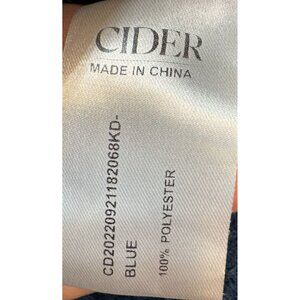 CIDER
MADE IN CHINA
CD20220921182068KD-
BLUE
100% POLYESTER